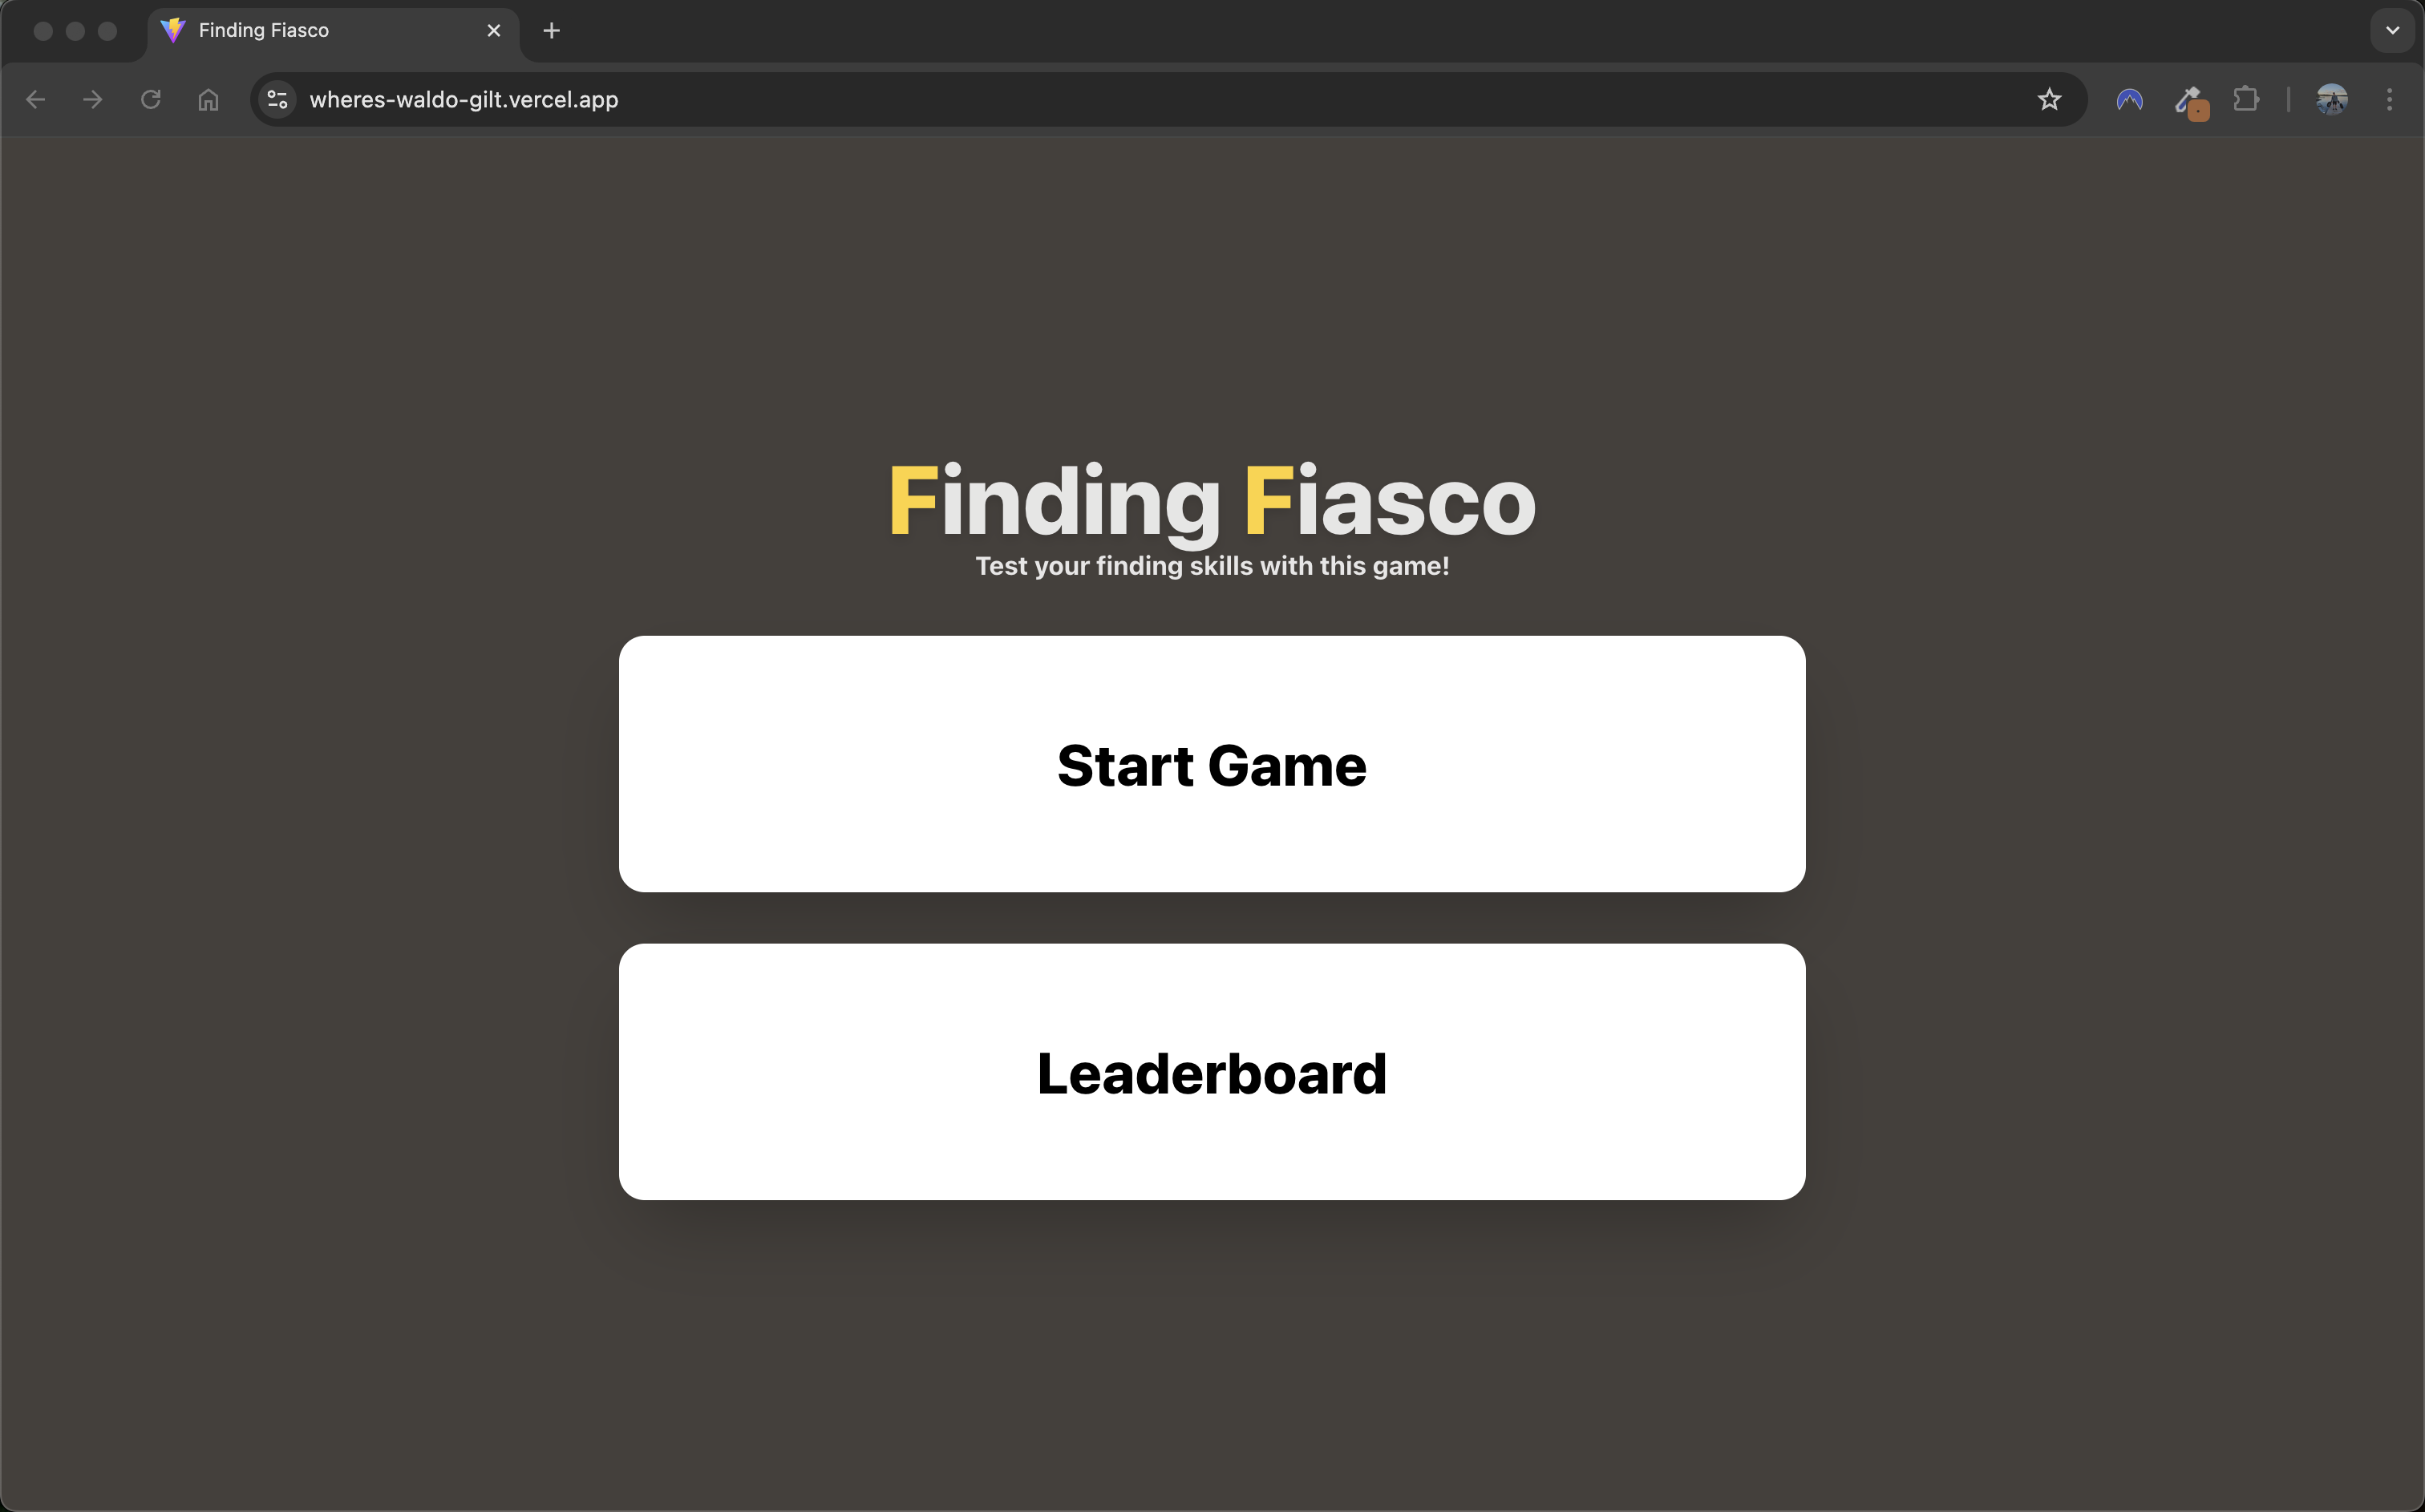 Finding Fiasco
wheres-waldo-gilt.vercel.app
Finding Fiasco
Test your finding skills with this game!
Start Game
Leaderboard